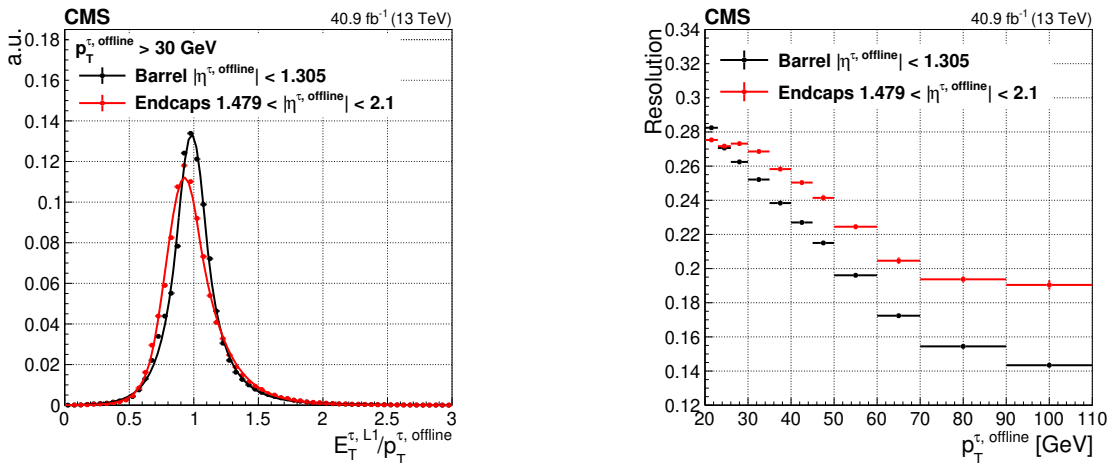 CMS 40.9 fb⁻¹ (13 TeV)
a.u.
0.18
0.16
0.14
0.12
0.1
0.08
0.06
0.04
0.02
0
p_T^{τ, offline} > 30 GeV
Barrel |η^{τ, offline}| < 1.305
Endcaps 1.479 < |η^{τ, offline}| < 2.1
0 0.5 1 1.5 2 2.5 3
E_T^{τ, L1}/p_T^{τ, offline}
CMS 40.9 fb⁻¹ (13 TeV)
Resolution
0.34
0.32
0.3
0.28
0.26
0.24
0.22
0.2
0.18
0.16
0.14
0.12
Barrel |η^{τ, offline}| < 1.305
Endcaps 1.479 < |η^{τ, offline}| < 2.1
20 30 40 50 60 70 80 90 100 110
p_T^{τ, offline} [GeV]